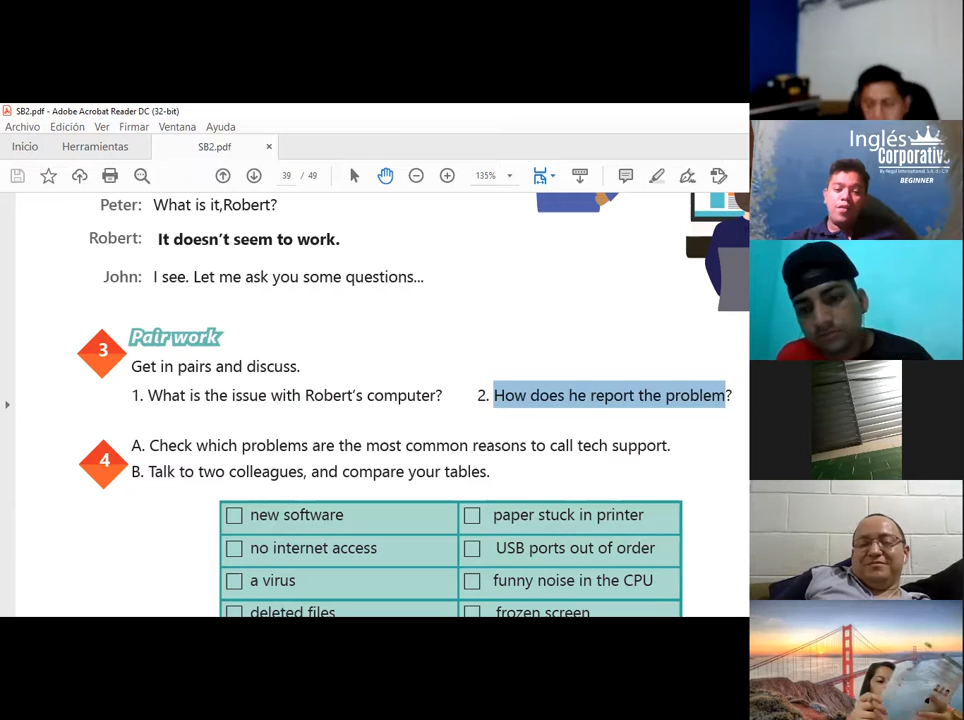 SB2.pdf - Adobe Acrobat Reader DC (32-bit)
Archivo Edición Ver Firmar Ventana Ayuda
Inicio Herramientas SB2.pdf ×
39 / 49 135%
Peter: What is it,Robert?
Robert: It doesn't seem to work.
John: I see. Let me ask you some questions...
3 Pair work
Get in pairs and discuss.
1. What is the issue with Robert's computer? 2. How does he report the problem?
4 A. Check which problems are the most common reasons to call tech support.
B. Talk to two colleagues, and compare your tables.
new software paper stuck in printer
no internet access USB ports out of order
a virus funny noise in the CPU
deleted files frozen screen
Inglés
Corporativo
BEGINNER